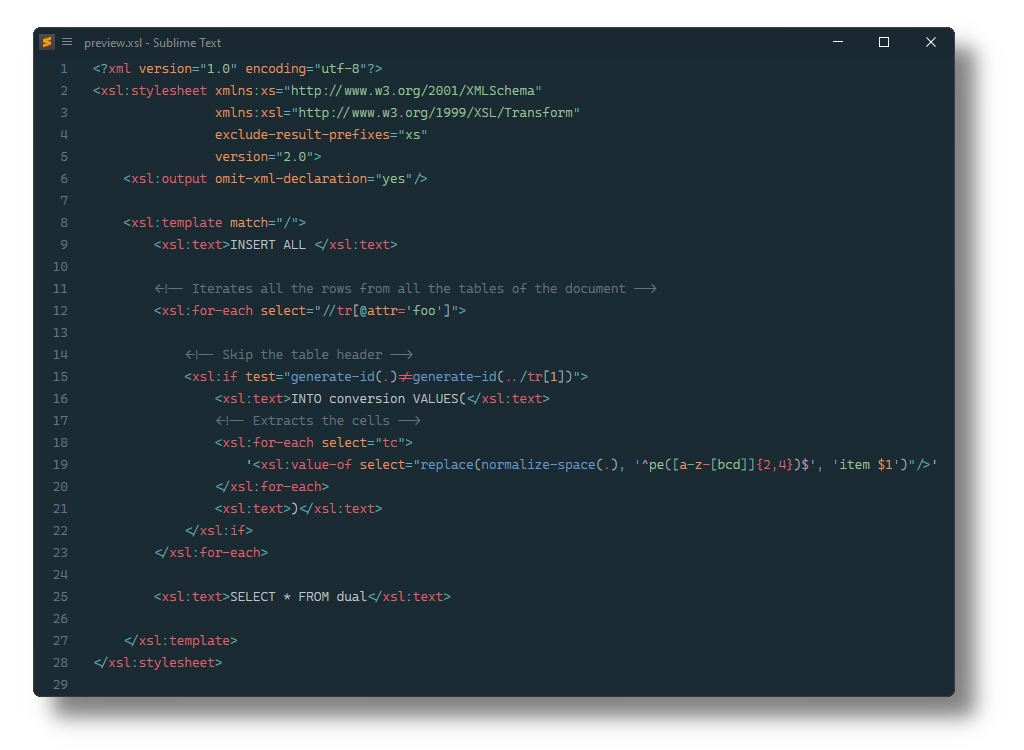 preview.xsl - Sublime Text
1 <?xml version="1.0" encoding="utf-8"?>
2 <xsl:stylesheet xmlns:xs="http://www.w3.org/2001/XMLSchema"
3 xmlns:xsl="http://www.w3.org/1999/XSL/Transform"
4 exclude-result-prefixes="xs"
5 version="2.0">
6 <xsl:output omit-xml-declaration="yes"/>
7
8 <xsl:template match="/">
9 <xsl:text>INSERT ALL </xsl:text>
10
11 <!-- Iterates all the rows from all the tables of the document -->
12 <xsl:for-each select="//tr[@attr='foo']">
13
14 <!-- Skip the table header -->
15 <xsl:if test="generate-id(.)!=generate-id(../tr[1])">
16 <xsl:text>INTO conversion VALUES(</xsl:text>
17 <!-- Extracts the cells -->
18 <xsl:for-each select="tc">
19 '<xsl:value-of select="replace(normalize-space(.), '^pe([a-z-[bcd]]{2,4})$', 'item $1')"/>'
20 </xsl:for-each>
21 <xsl:text>)</xsl:text>
22 </xsl:if>
23 </xsl:for-each>
24
25 <xsl:text>SELECT * FROM dual</xsl:text>
26
27 </xsl:template>
28 </xsl:stylesheet>
29